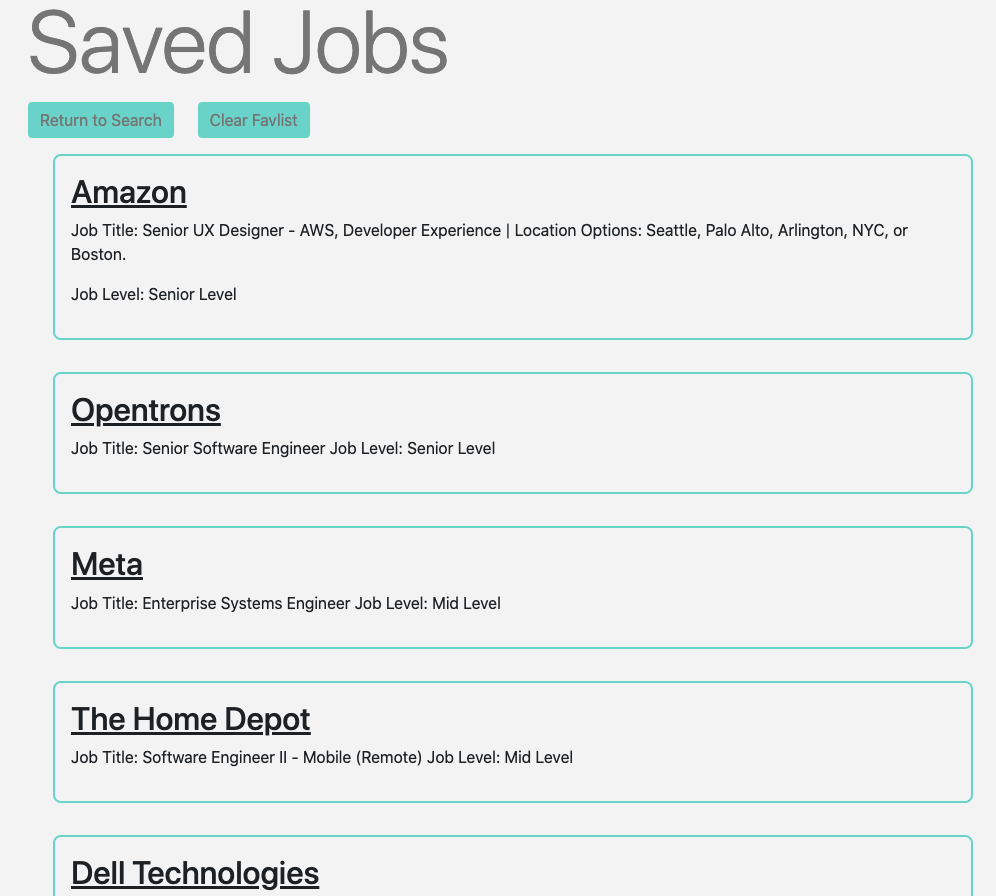 Saved Jobs
Return to Search
Clear Favlist
Amazon
Job Title: Senior UX Designer - AWS, Developer Experience | Location Options: Seattle, Palo Alto, Arlington, NYC, or
Boston.
Job Level: Senior Level
Opentrons
Job Title: Senior Software Engineer Job Level: Senior Level
Meta
Job Title: Enterprise Systems Engineer Job Level: Mid Level
The Home Depot
Job Title: Software Engineer II - Mobile (Remote) Job Level: Mid Level
Dell Technologies